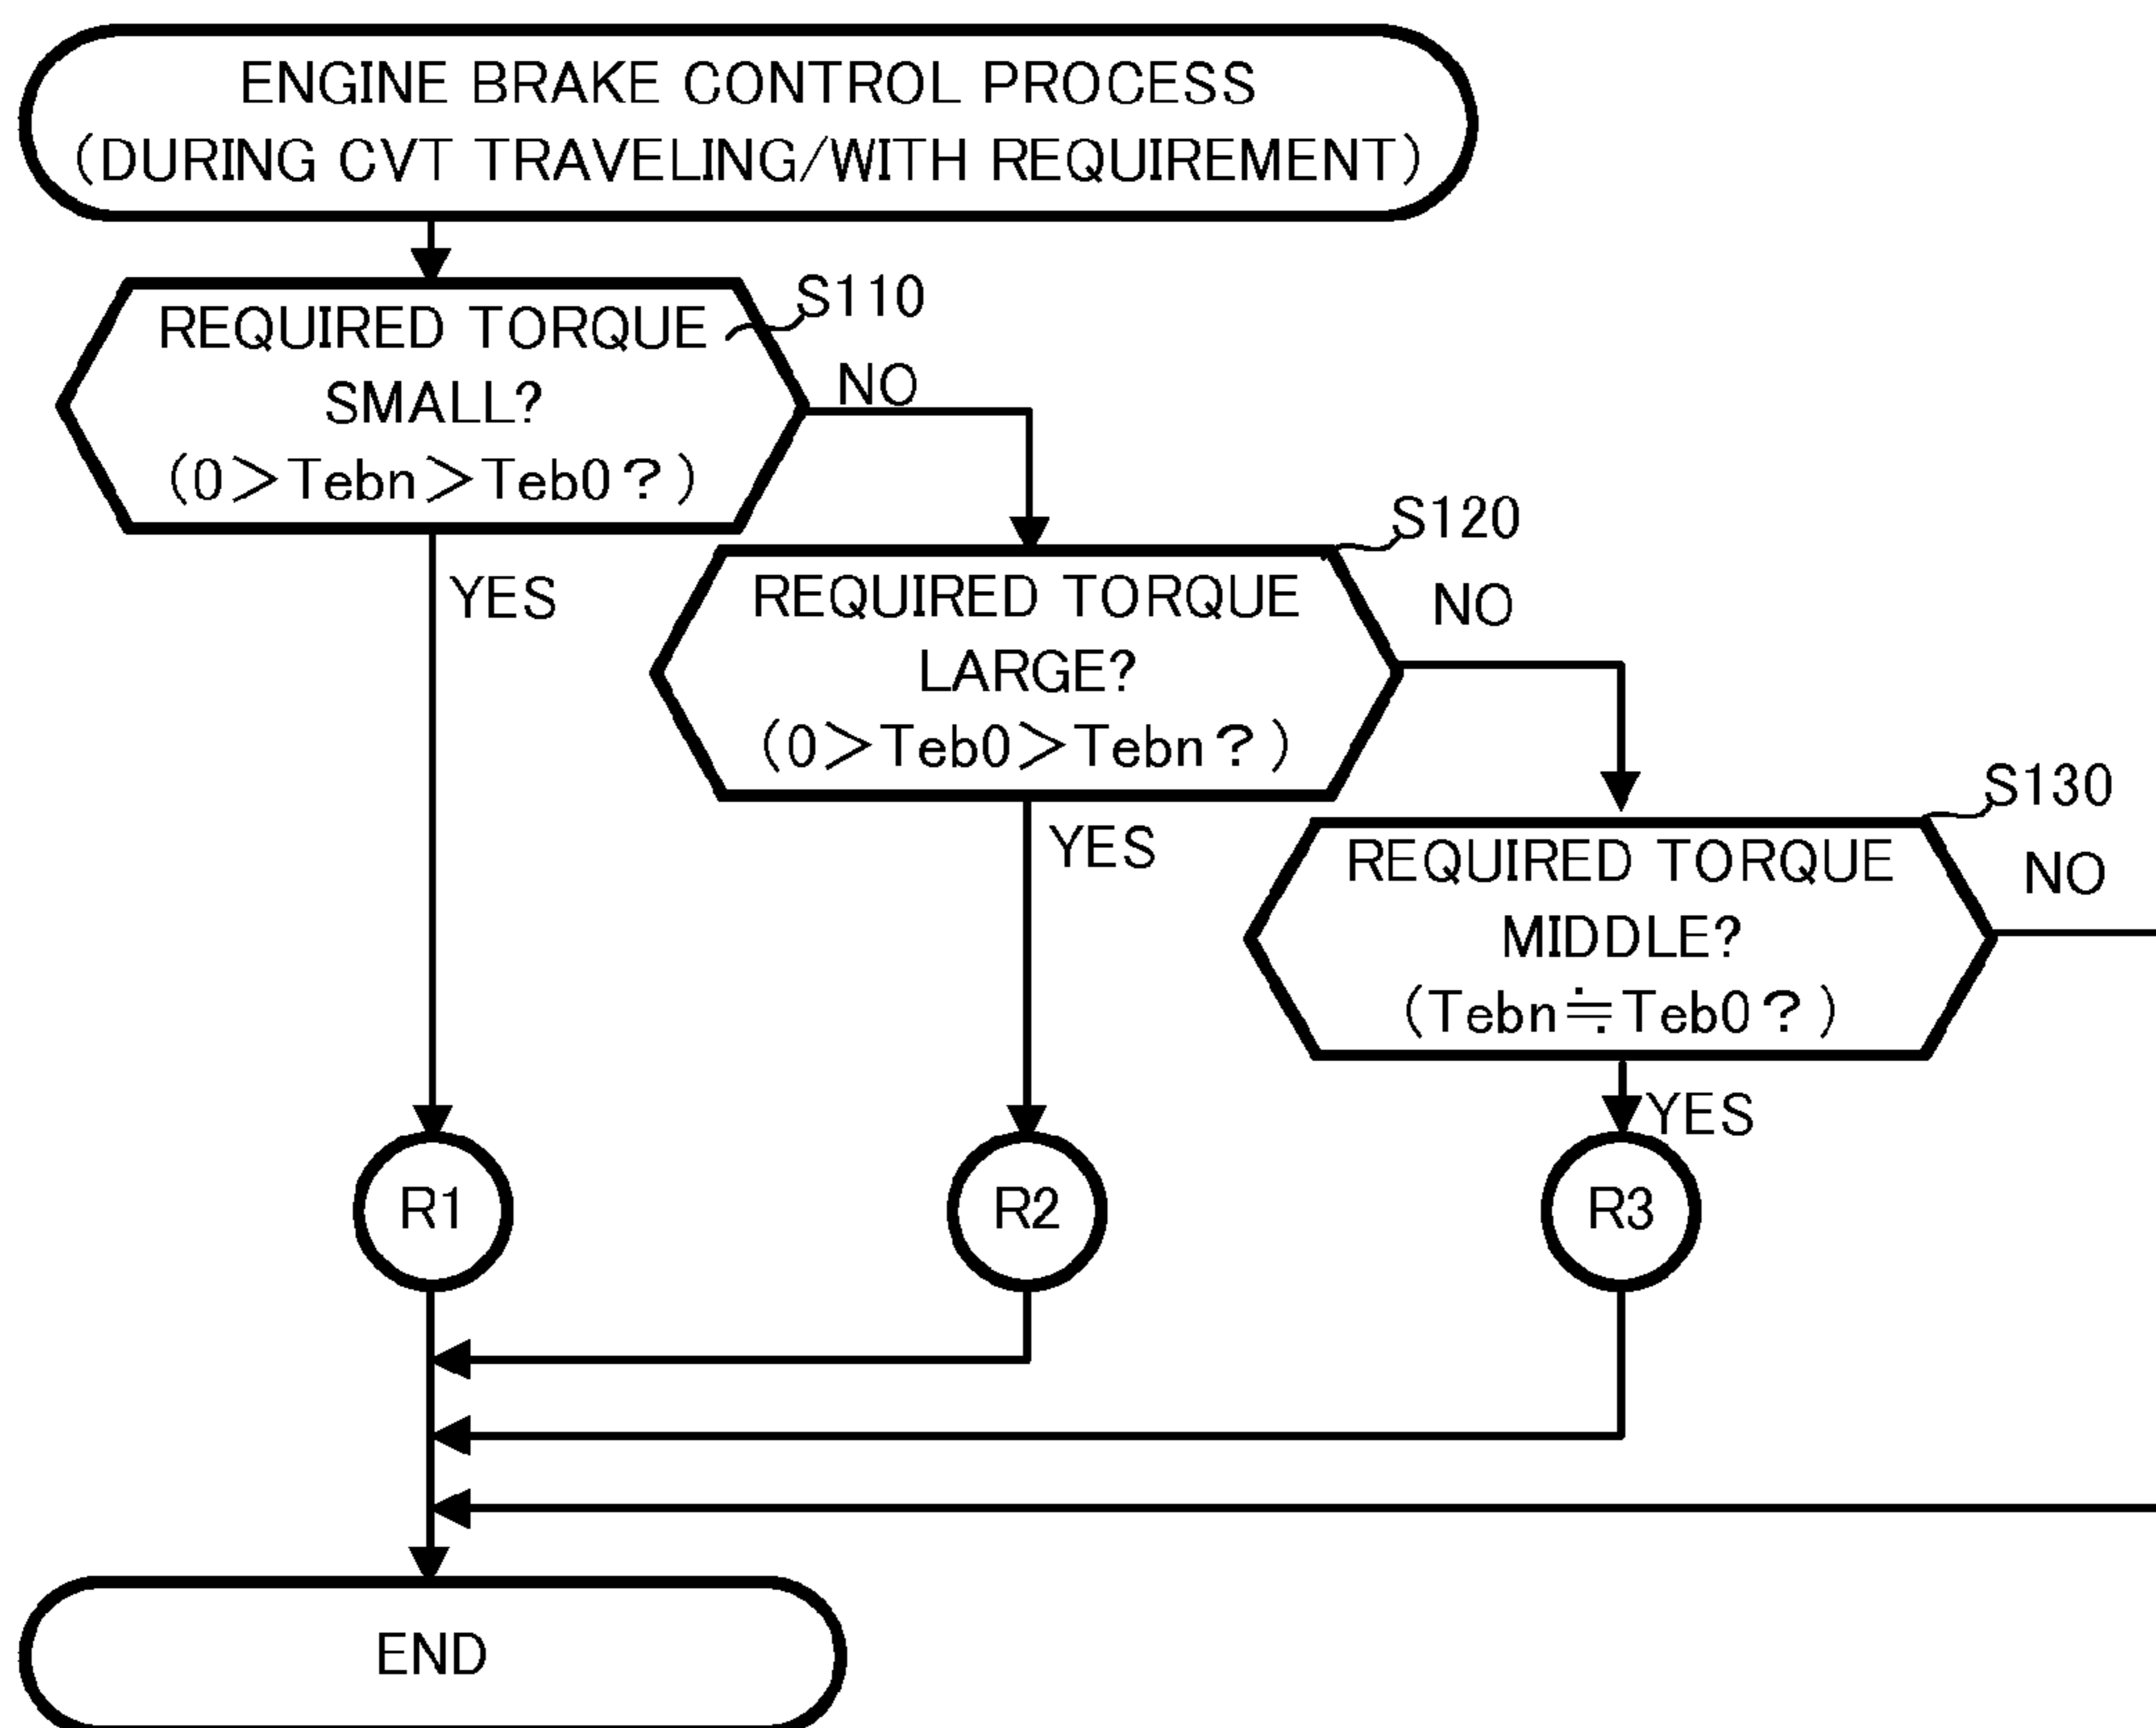 ENGINE BRAKE CONTROL PROCESS
(DURING CVT TRAVELING/WITH REQUIREMENT)
REQUIRED TORQUE
SMALL?
(0>Tebn>Teb0?)
S110
NO
YES
REQUIRED TORQUE
LARGE?
(0>Teb0>Tebn?)
S120
NO
YES
REQUIRED TORQUE
MIDDLE?
(Tebn≒Teb0?)
S130
NO
YES
R1
R2
R3
END